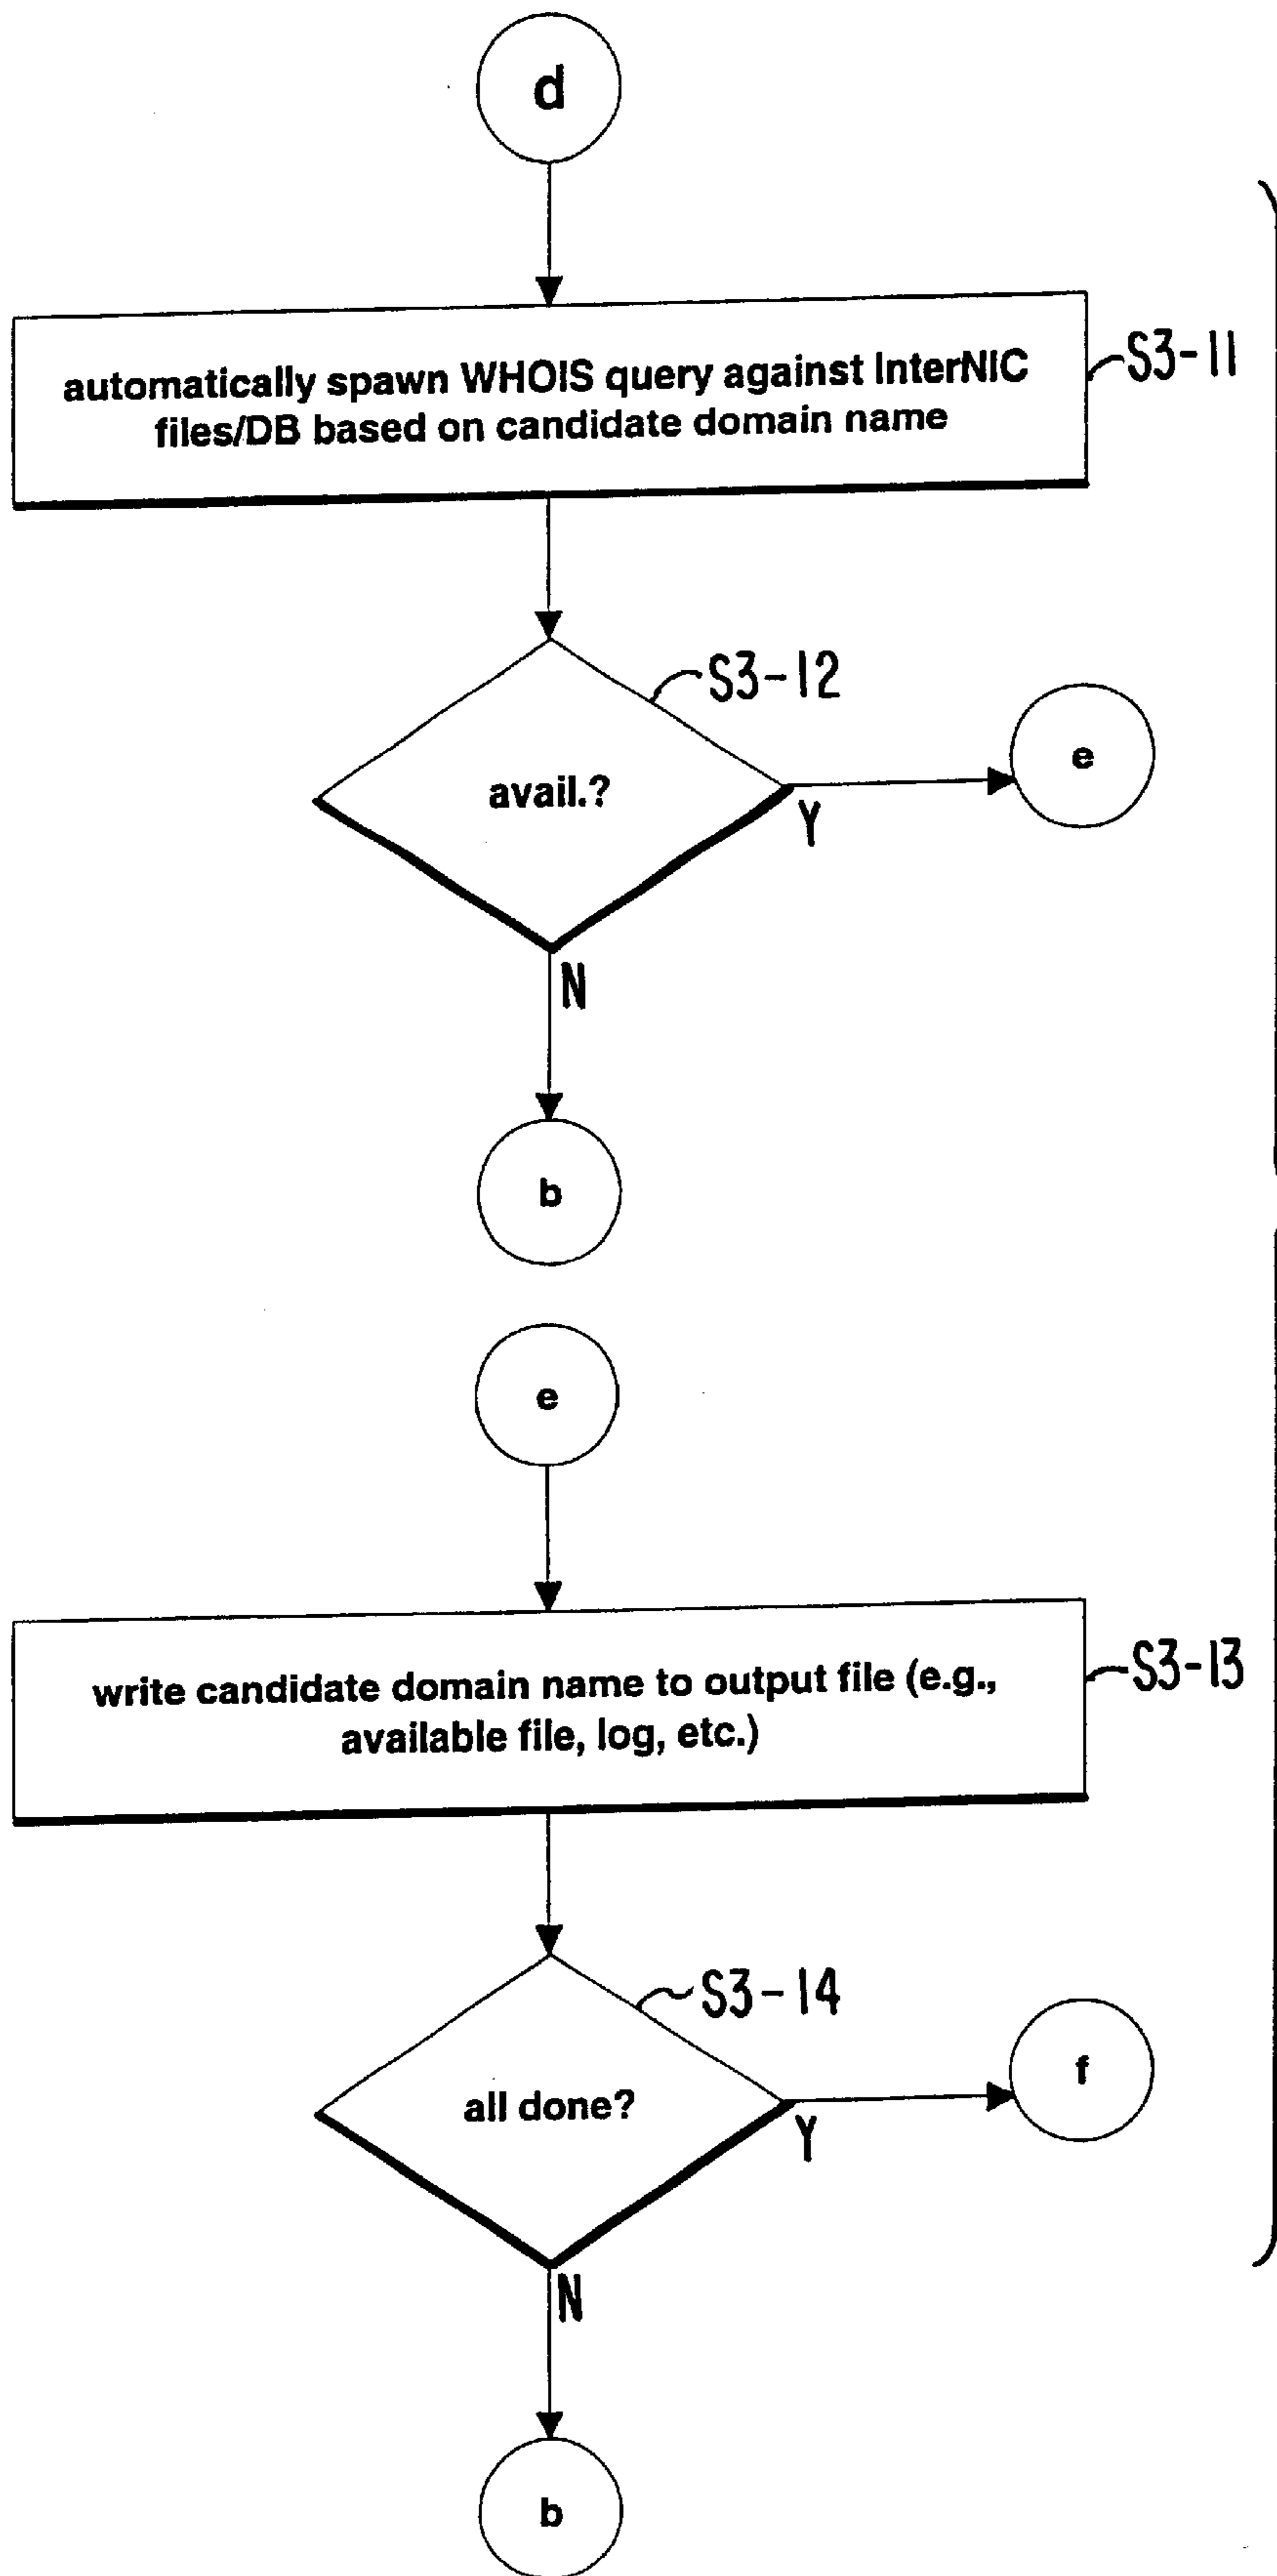 d
automatically spawn WHOIS query against InterNIC
files/DB based on candidate domain name
S3-11
S3-12
avail.?
Y
e
N
b
e
write candidate domain name to output file (e.g.,
available file, log, etc.)
S3-13
S3-14
all done?
Y
f
N
b